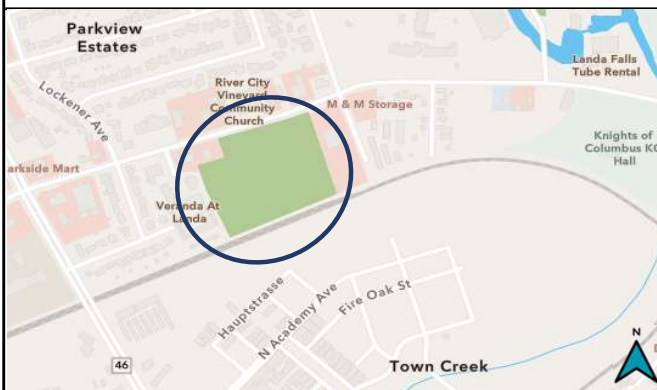 Parkview
Estates
Landa Falls
Tube Rental
Lockener Ave
River City
Vineyard
Community
Church
M & M Storage
Knights of
Columbus KC
Hall
arkside Mart
Veranda At
Landa
Hauptstrasse
N Academy Ave
Fire Oak St
N
46
Town Creek